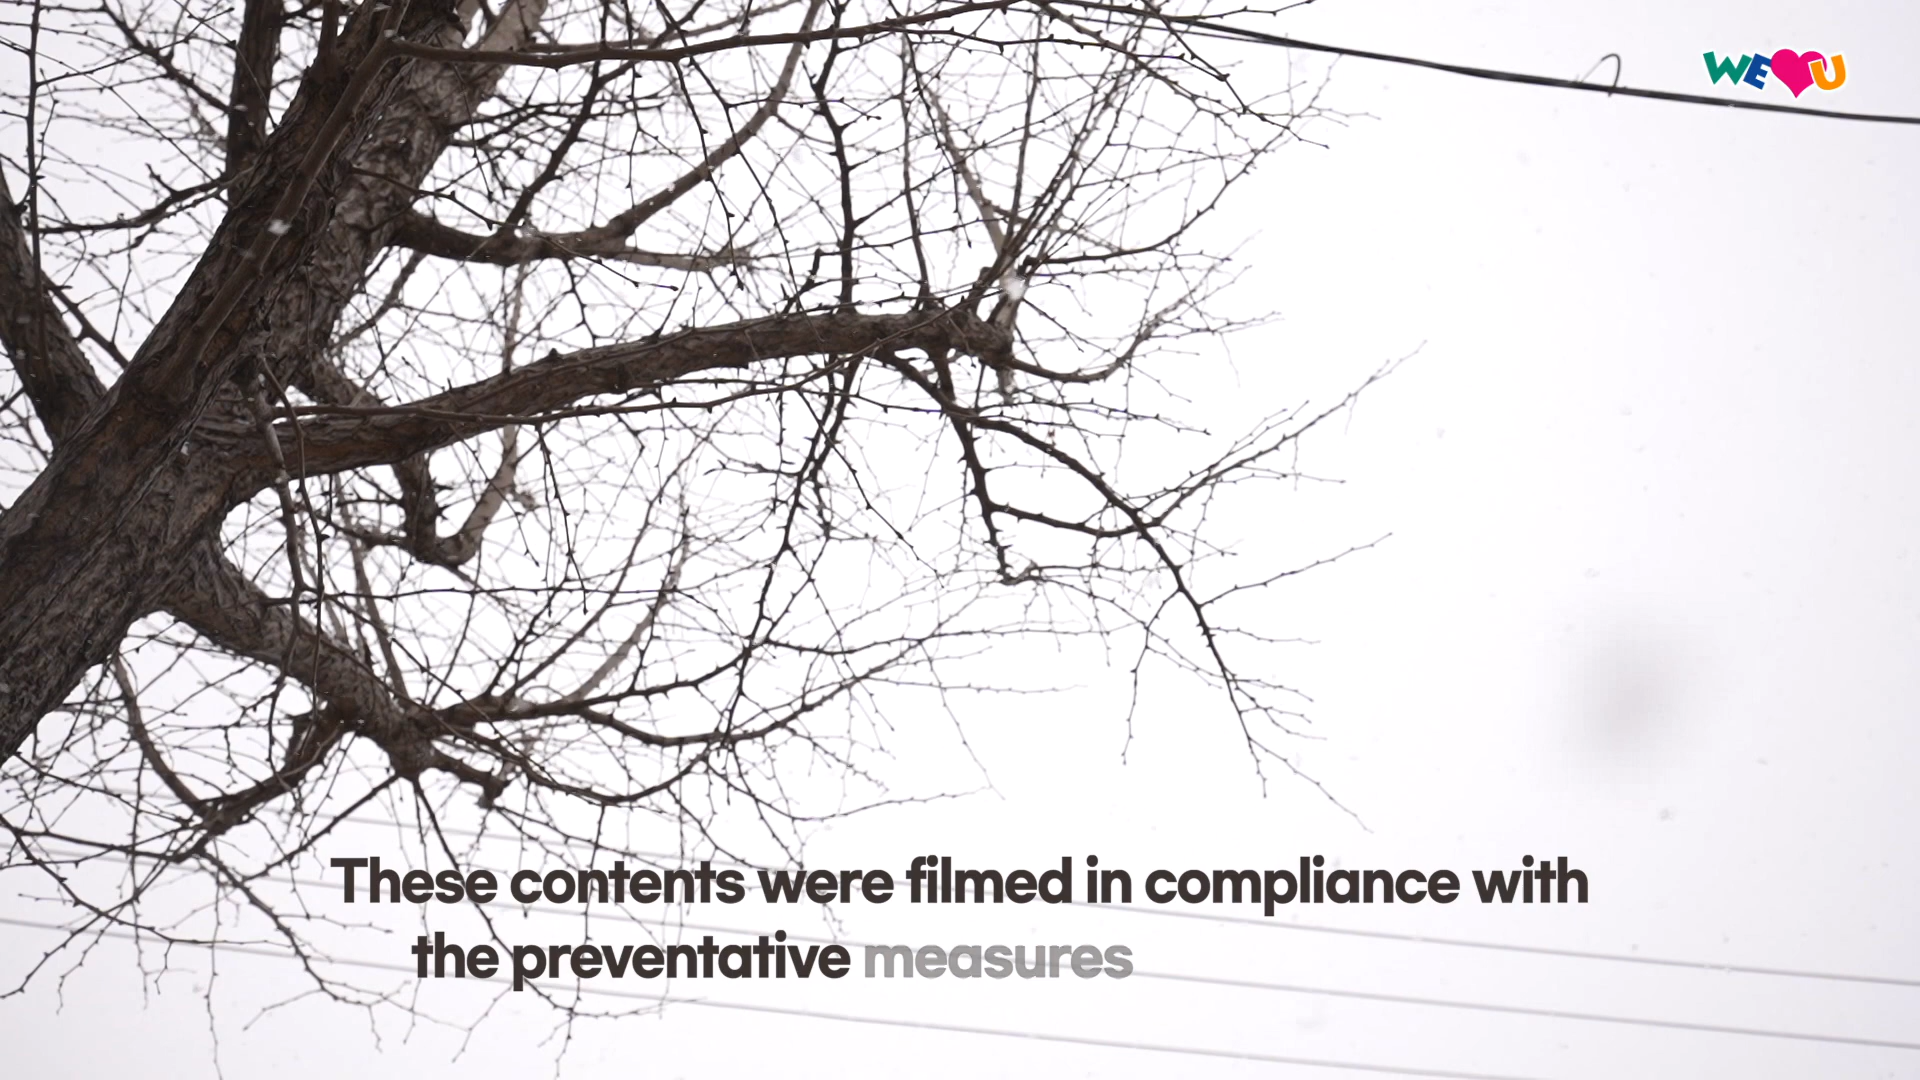 WE U
These contents were filmed in compliance with
the preventative measures